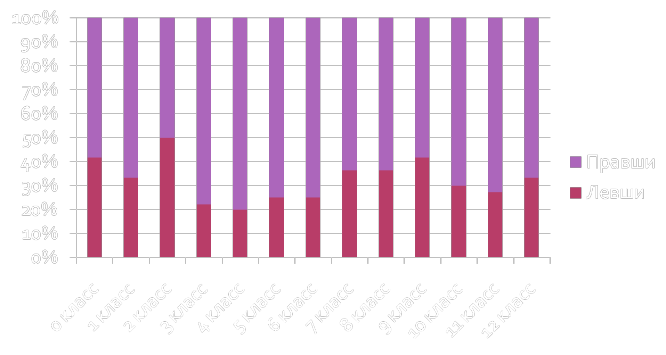 100%
90%
80%
70%
60%
50%
40%
30%
20%
10%
0%
0 класс
1 класс
2 класс
3 класс
4 класс
5 класс
6 класс
7 класс
8 класс
9 класс
10 класс
11 класс
12 класс
Правши
Левши